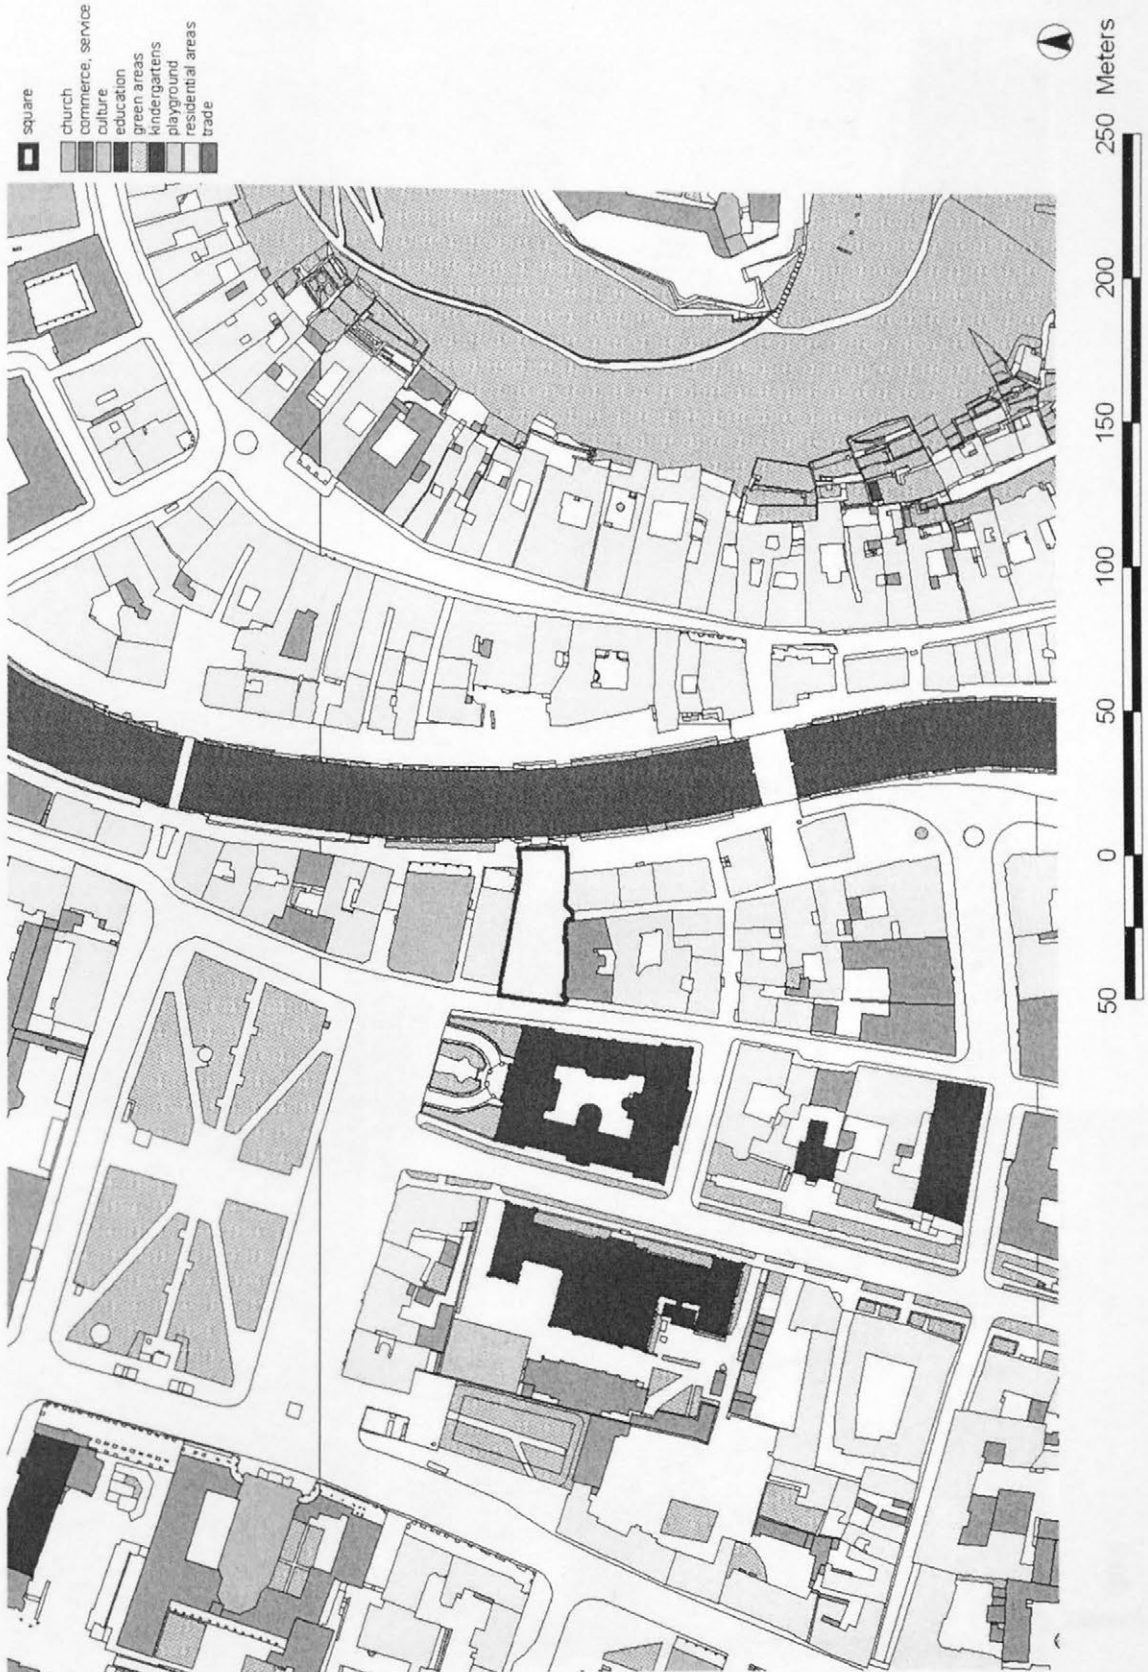 square
church
commerce, service
culture
education
green areas
kindergartens
playground
residential areas
trade
50 0 50 100 150 200 250 Meters